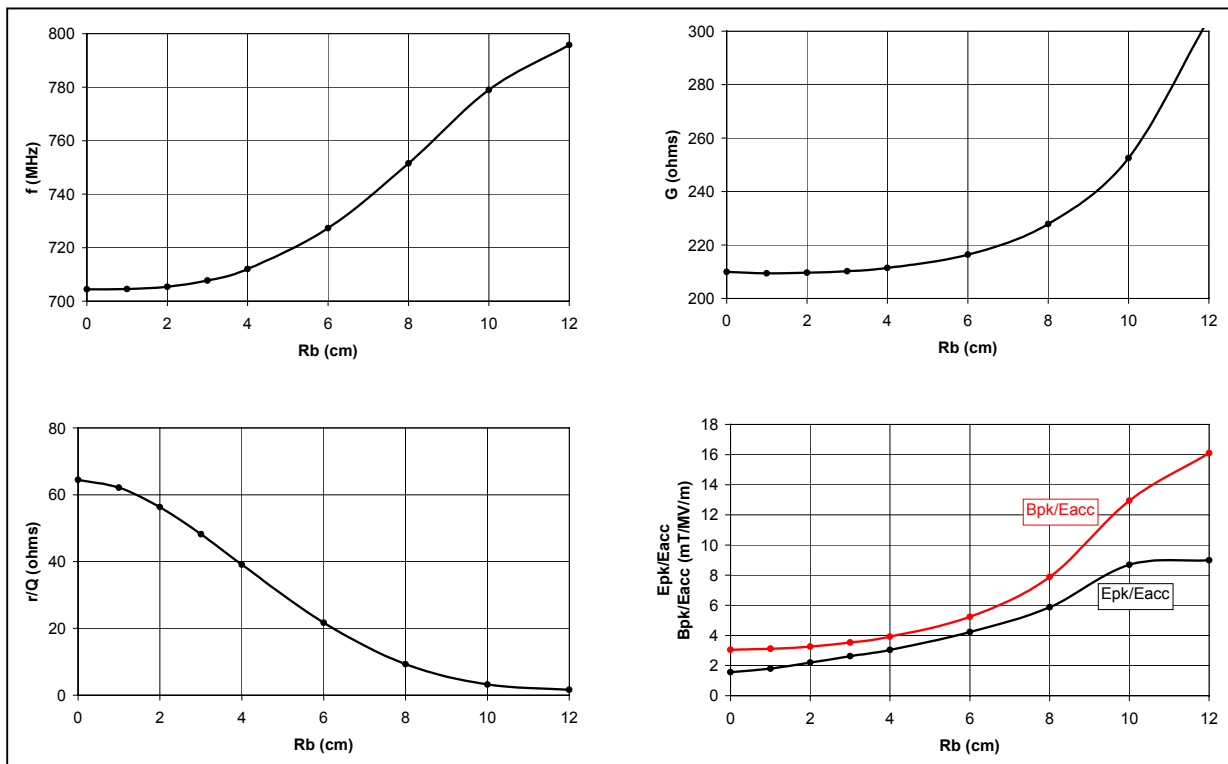 f (MHz)
800
780
760
740
720
700
0 2 4 6 8 10 12
Rb (cm)
G (ohms)
300
280
260
240
220
200
0 2 4 6 8 10 12
Rb (cm)
r/Q (ohms)
80
60
40
20
0
0 2 4 6 8 10 12
Rb (cm)
Epk/Eacc
Bpk/Eacc (mT/MV/m)
18
16
14
12
10
8
6
4
2
0
Bpk/Eacc
Epk/Eacc
0 2 4 6 8 10 12
Rb (cm)